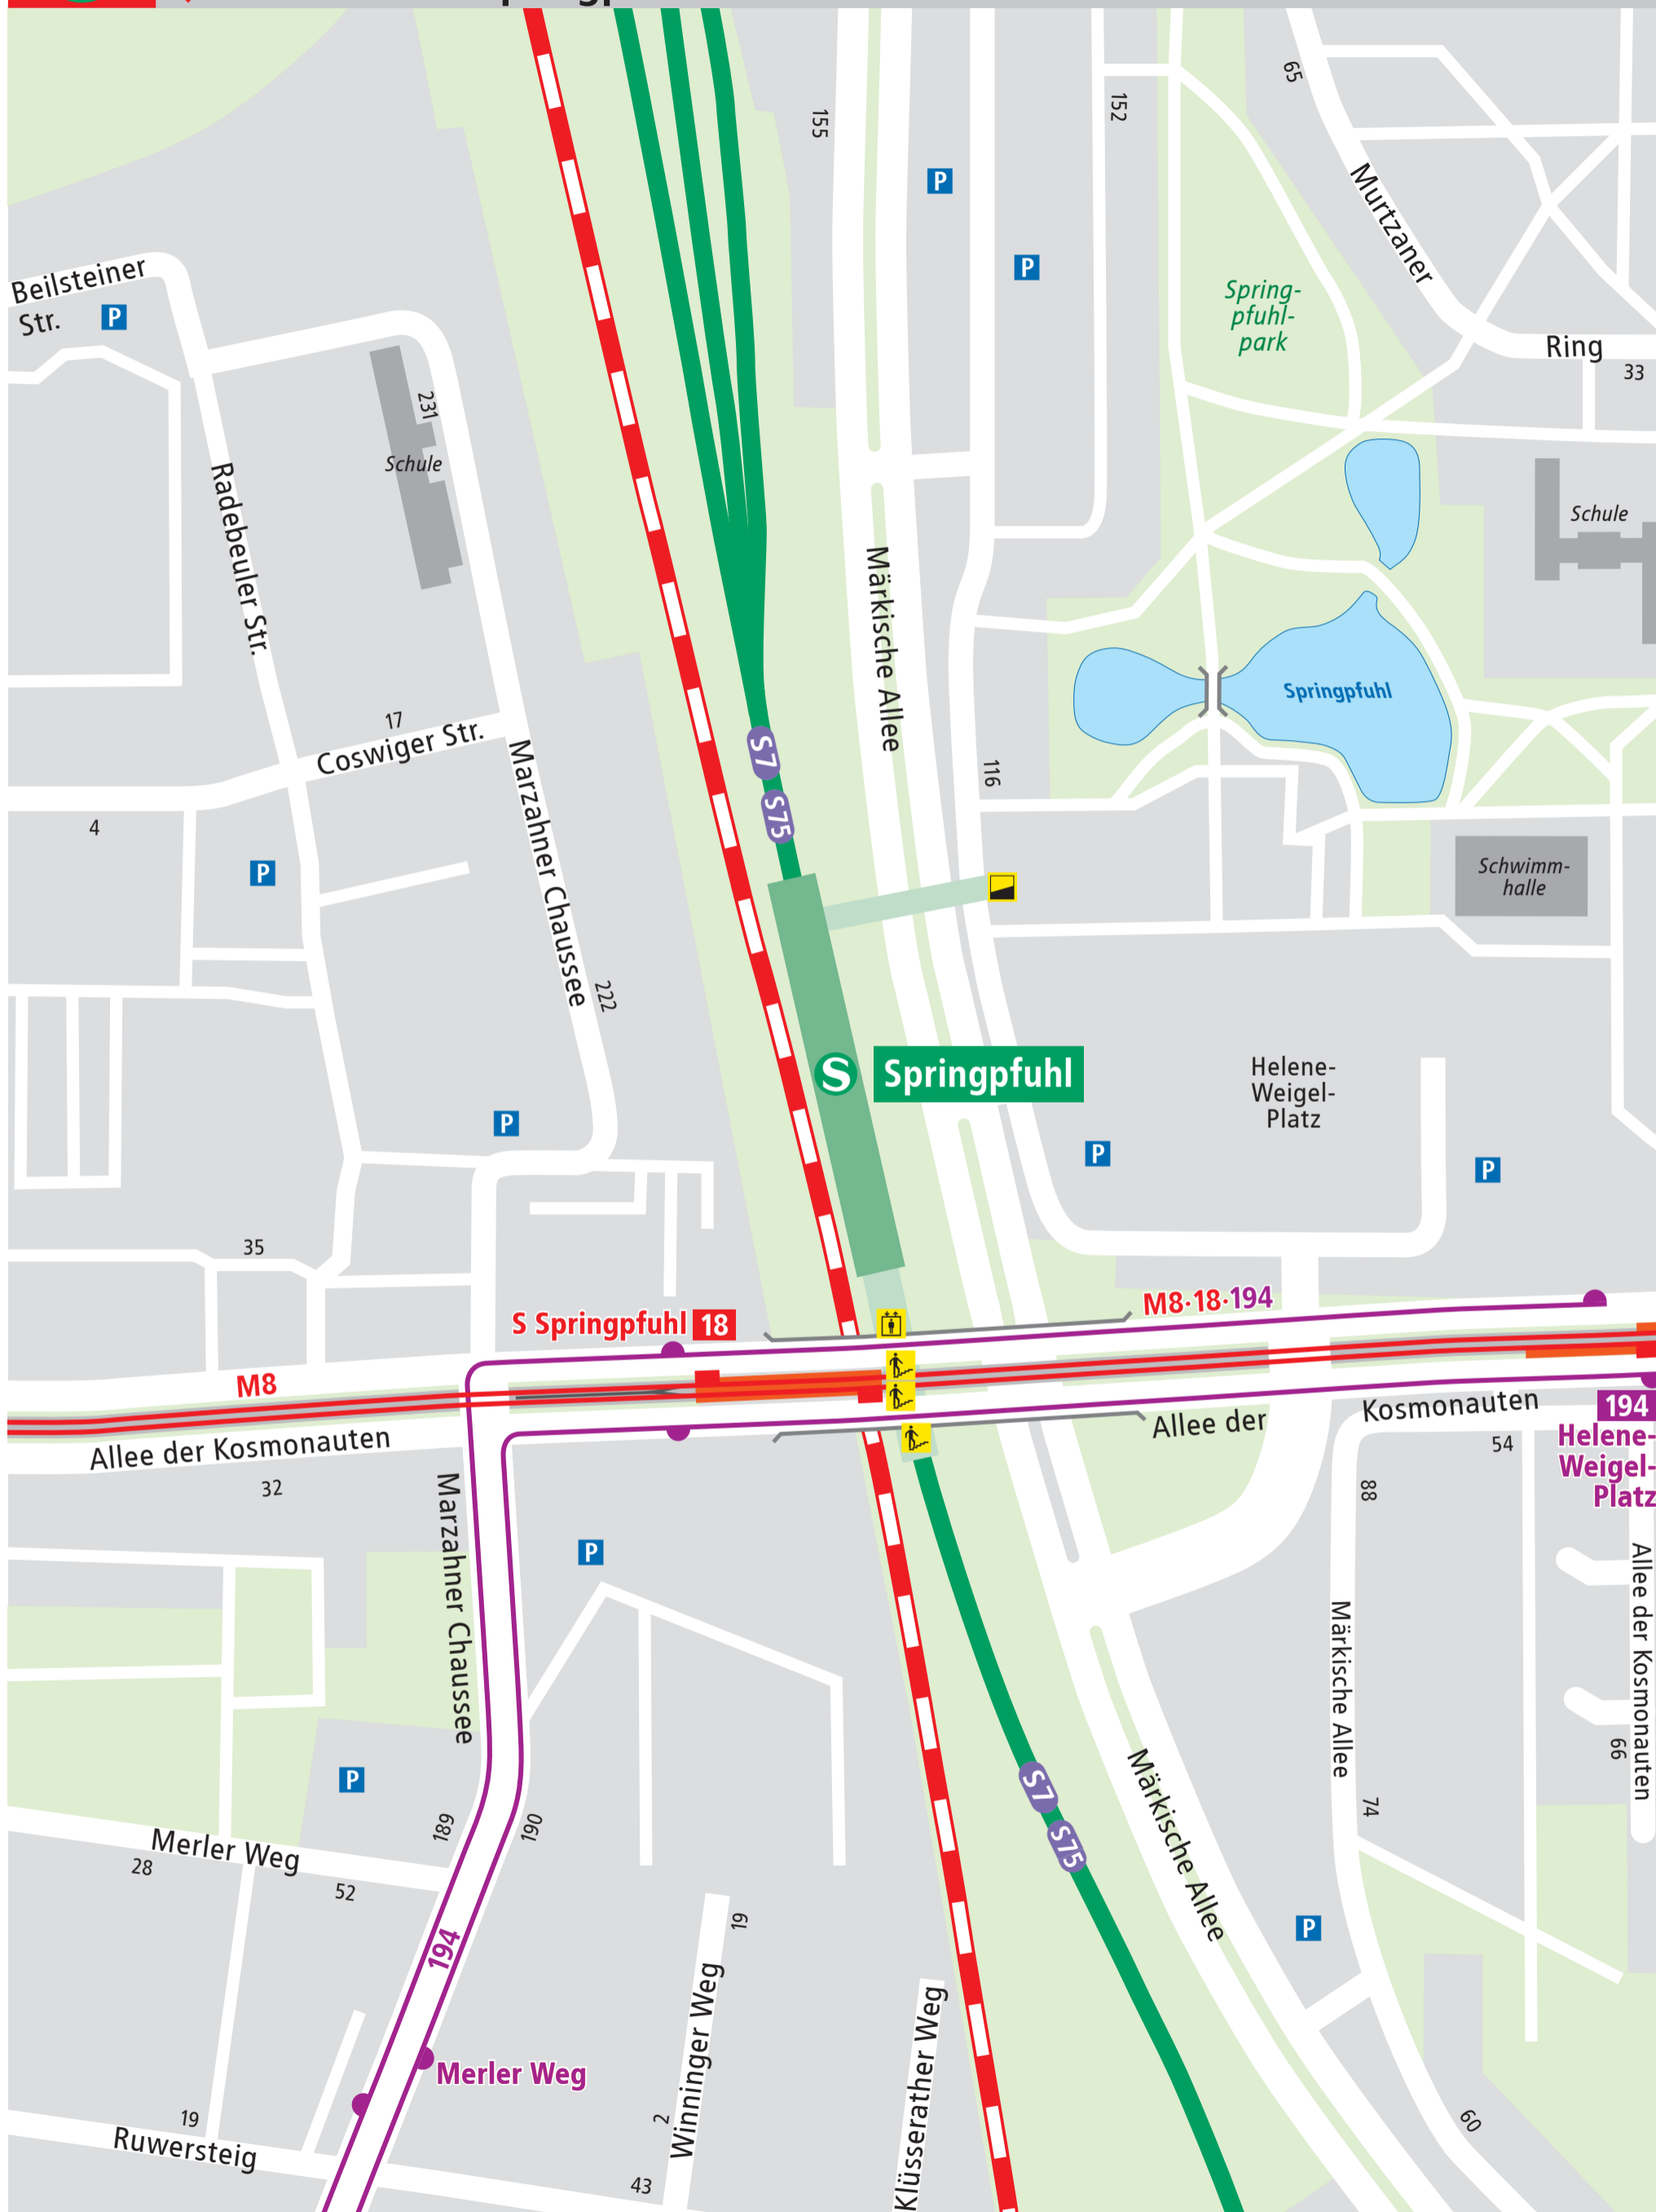 65
155
152
P
Murtzaner
P
Beilsteiner
Str.
P
Spring-
pfuhl-
park
Ring
33
231
Schule
Radebeuler Str.
Schule
Märkische Allee
Springpfuhl
17
Coswiger Str.
S7
S75
116
4
P
Marzahner Chaussee
Schwimm-
halle
222
S Springpfuhl
Helene-
Weigel-
Platz
P
P
P
35
S Springpfuhl 18
M8·18·194
M8
Allee der Kosmonauten
Allee der
Kosmonauten
194
Helene-
Weigel-
Platz
32
54
88
Marzahner Chaussee
P
Allee der Kosmonauten
Märkische Allee
66
P
S7
S75
Märkische Allee
74
189
190
Merler Weg
28
52
19
P
194
Winninger Weg
Klüsserather Weg
Merler Weg
19
2
60
Ruwersteig
43